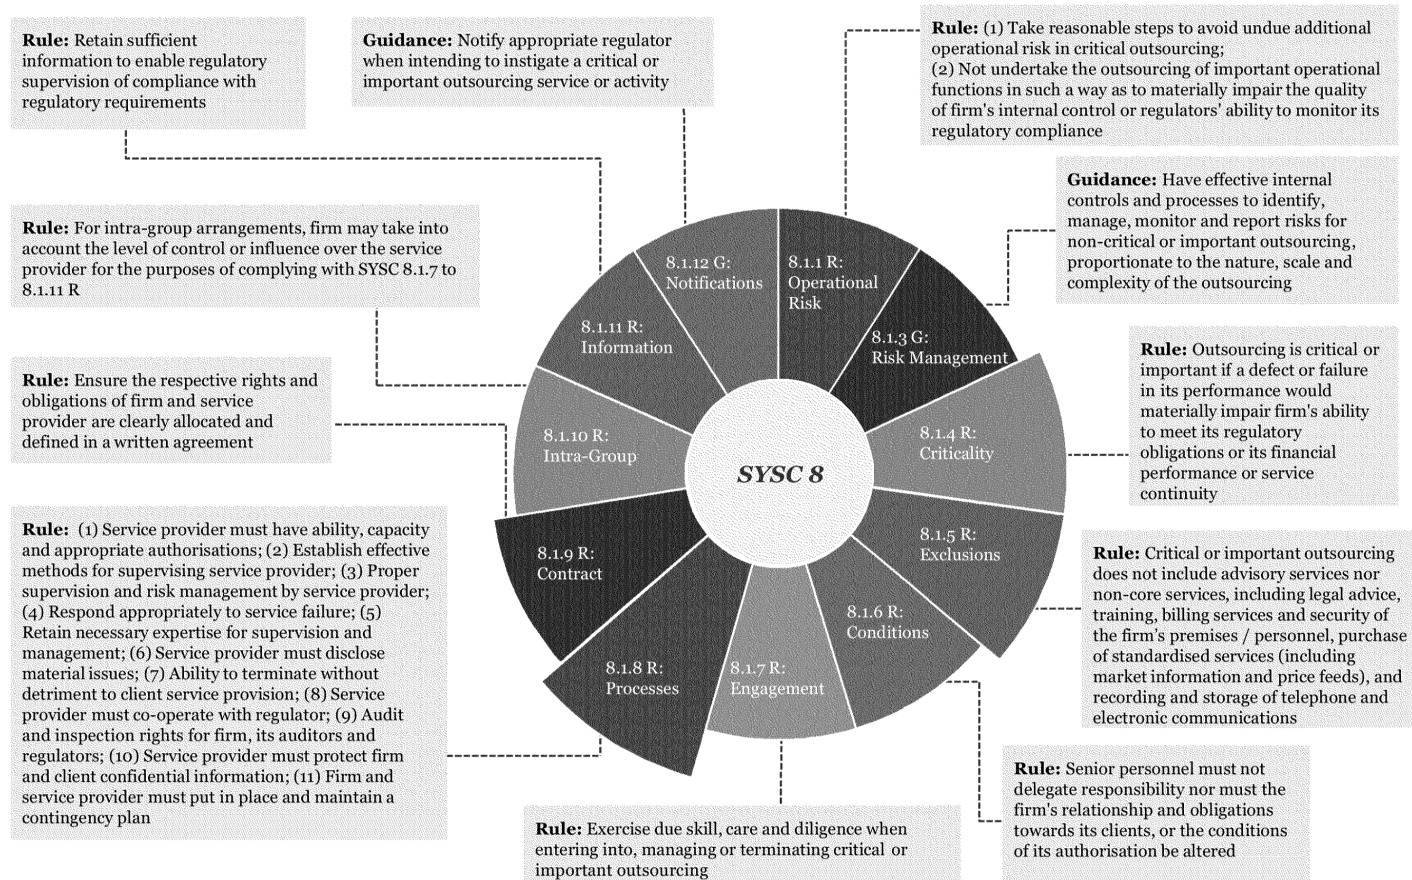 Rule: Retain sufficient
information to enable regulatory
supervision of compliance with
regulatory requirements
Guidance: Notify appropriate regulator
when intending to instigate a critical or
important outsourcing service or activity
Rule: (1) Take reasonable steps to avoid undue additional
operational risk in critical outsourcing;
(2) Not undertake the outsourcing of important operational
functions in such a way as to materially impair the quality
of firm's internal control or regulators' ability to monitor its
regulatory compliance
Guidance: Have effective internal
controls and processes to identify,
manage, monitor and report risks for
non-critical or important outsourcing,
proportionate to the nature, scale and
complexity of the outsourcing
Rule: For intra-group arrangements, firm may take into
account the level of control or influence over the service
provider for the purposes of complying with SYSC 8.1.7 to
8.1.11 R
Rule: Ensure the respective rights and
obligations of firm and service
provider are clearly allocated and
defined in a written agreement
Rule: (1) Service provider must have ability, capacity
and appropriate authorisations; (2) Establish effective
methods for supervising service provider; (3) Proper
supervision and risk management by service provider;
(4) Respond appropriately to service failure; (5)
Retain necessary expertise for supervision and
management; (6) Service provider must disclose
material issues; (7) Ability to terminate without
detriment to client service provision; (8) Service
provider must co-operate with regulator; (9) Audit
and inspection rights for firm, its auditors and
regulators; (10) Service provider must protect firm
and client confidential information; (11) Firm and
service provider must put in place and maintain a
contingency plan
8.1.12 G:
Notifications
8.1.1 R:
Operational
Risk
8.1.11 R:
Information
8.1.3 G:
Risk Management
8.1.10 R:
Intra-Group
8.1.4 R:
Criticality
SYSC 8
8.1.9 R:
Contract
8.1.5 R:
Exclusions
8.1.8 R:
Processes
8.1.7 R:
Engagement
8.1.6 R:
Conditions
Rule: Outsourcing is critical or
important if a defect or failure
in its performance would
materially impair firm's ability
to meet its regulatory
obligations or its financial
performance or service
continuity
Rule: Critical or important outsourcing
does not include advisory services nor
non-core services, including legal advice,
training, billing services and security of
the firm's premises / personnel, purchase
of standardised services (including
market information and price feeds), and
recording and storage of telephone and
electronic communications
Rule: Senior personnel must not
delegate responsibility nor must the
firm's relationship and obligations
towards its clients, or the conditions
of its authorisation be altered
Rule: Exercise due skill, care and diligence when
entering into, managing or terminating critical or
important outsourcing